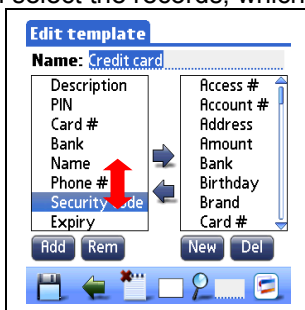 l select the records, which
Edit template
Name: Credit card
Description
PIN
Card #
Bank
Name
Phone #
Security code
Expiry
Access #
Account #
Address
Amount
Bank
Birthday
Brand
Card #
Add Rem New Del